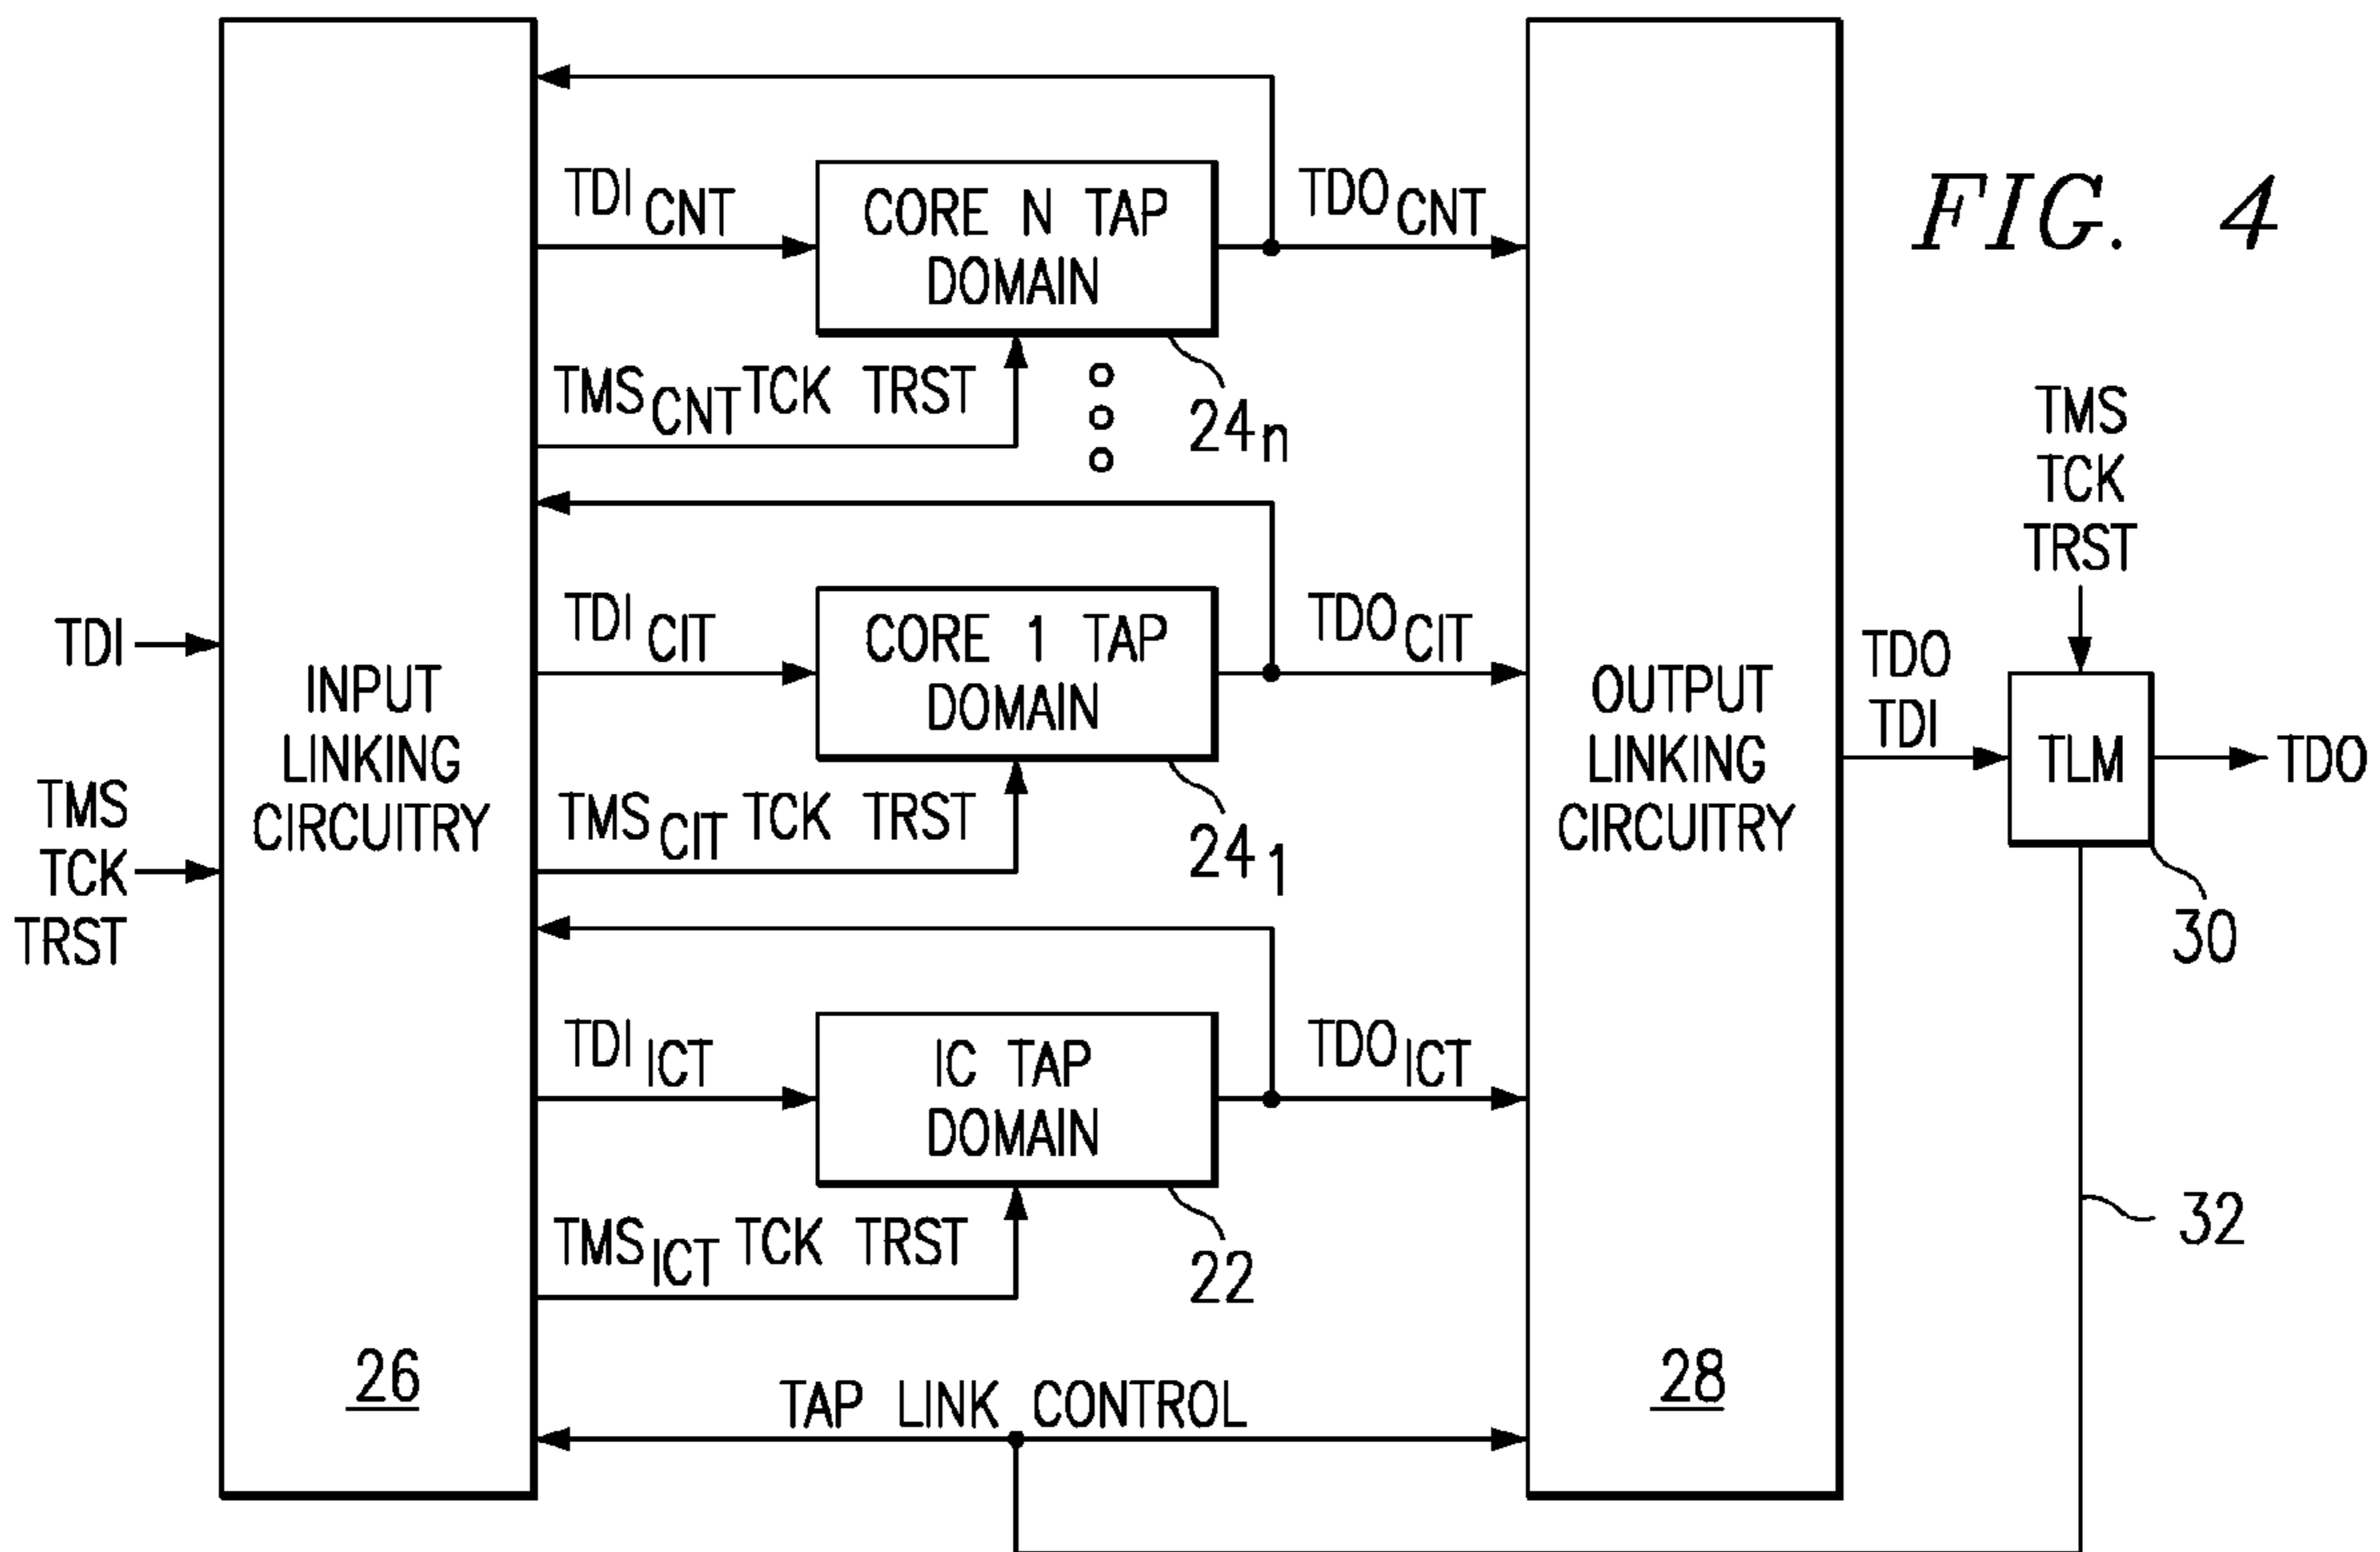 FIG. 4
TDI
TMS
TCK
TRST
INPUT
LINKING
CIRCUITRY
26
TDI CNT
CORE N TAP
DOMAIN
TDO CNT
TMS CNT TCK TRST
24n
TDI CIT
CORE 1 TAP
DOMAIN
TDO CIT
TMS CIT TCK TRST
24 1
TDI ICT
IC TAP
DOMAIN
TDO ICT
TMS ICT TCK TRST
22
TAP LINK CONTROL
OUTPUT
LINKING
CIRCUITRY
28
TDO
TDI
TMS
TCK
TRST
TLM
TDO
30
32